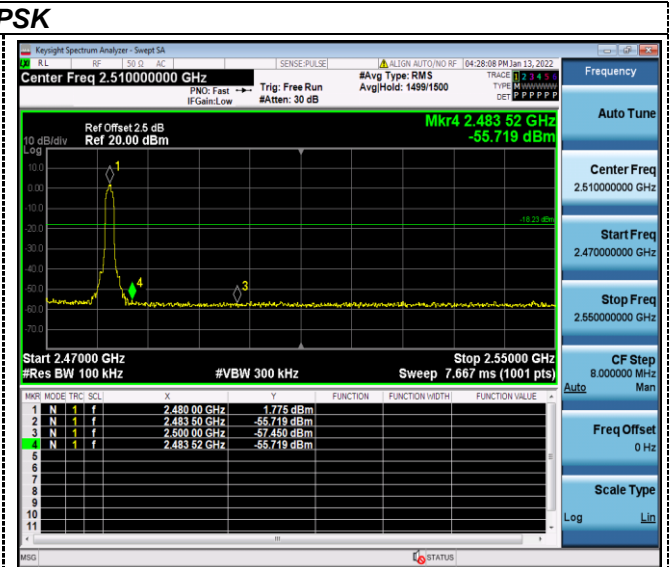 PSK
Keysight Spectrum Analyzer - Swept SA
RL RF 50 Ω AC SENSE:PULSE ALIGN AUTO/NO RF 04:28:08 PM Jan 13, 2022
Center Freq 2.510000000 GHz
PNO: Fast
IFGain:Low
Trig: Free Run
#Atten: 30 dB
#Avg Type: RMS
Avg|Hold: 1499/1500
TRACE 1 2 3 4 5 6
TYPE M WWWWW
DET P P P P P P
Mkr4 2.483 52 GHz
-55.719 dBm
Ref Offset 2.5 dB
10 dB/div Ref 20.00 dBm
Log
10.0
0.00
-10.0
-20.0
-30.0
-40.0
-50.0
-60.0
-70.0
1
4
3
-18.23 dBm
Start 2.47000 GHz Stop 2.55000 GHz
#Res BW 100 kHz #VBW 300 kHz Sweep 7.667 ms (1001 pts)
MKR MODE TRC SCL X Y FUNCTION FUNCTION WIDTH FUNCTION VALUE
1 N 1 f 2.480 00 GHz 1.775 dBm
2 N 1 f 2.483 50 GHz -55.719 dBm
3 N 1 f 2.500 00 GHz -57.450 dBm
4 N 1 f 2.483 52 GHz -55.719 dBm
5
6
7
8
9
10
11
MSG STATUS
Frequency
Auto Tune
Center Freq
2.510000000 GHz
Start Freq
2.470000000 GHz
Stop Freq
2.550000000 GHz
CF Step
8.000000 MHz
Auto Man
Freq Offset
0 Hz
Scale Type
Log Lin